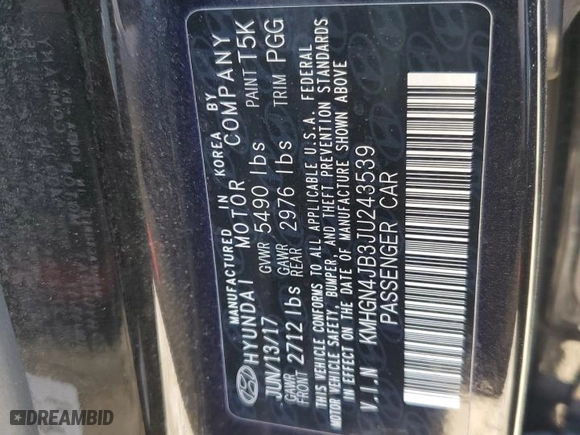 MANUFACTURED IN KOREA BY
HYUNDAI MOTOR COMPANY
JUN/13/17 GVWR 5490 lbs PAINT T5K
GAWR FRONT 2712 lbs GAWR REAR 2976 lbs TRIM PGG
THIS VEHICLE CONFORMS TO ALL APPLICABLE U.S.A. FEDERAL
MOTOR VEHICLE SAFETY, BUMPER, AND THEFT PREVENTION STANDARDS
IN EFFECT ON THE DATE OF MANUFACTURE SHOWN ABOVE
V.I.N KMHGN4JB3JU243539
PASSENGER CAR
DREAMBID